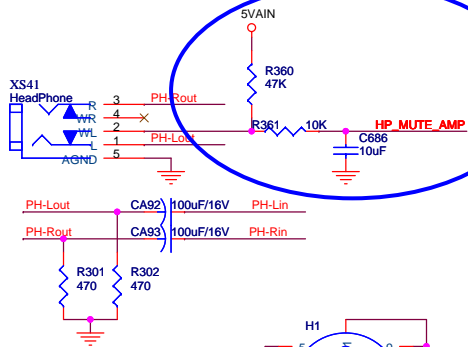 5VAIN
XS41
HeadPhone
R360
47K
R 3 PH-Rout
WR 4
WL 2
L 1 PH-Lout
AGND 5
R361 10K
HP_MUTE_AMP
C686
10uF
PH-Lout CA92 100uF/16V PH-Lin
PH-Rout CA93 100uF/16V PH-Rin
R301
470
R302
470
H1